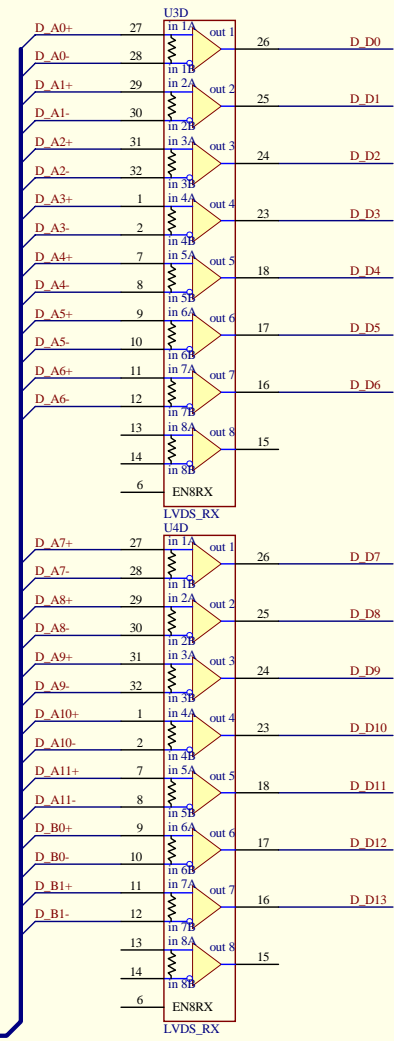 U3D
D_A0+ 27 in 1A out 1 26 D_D0
D_A0- 28 in 1B
D_A1+ 29 in 2A out 2 25 D_D1
D_A1- 30 in 2B
D_A2+ 31 in 3A out 3 24 D_D2
D_A2- 32 in 3B
D_A3+ 1 in 4A out 4 23 D_D3
D_A3- 2 in 4B
D_A4+ 7 in 5A out 5 18 D_D4
D_A4- 8 in 5B
D_A5+ 9 in 6A out 6 17 D_D5
D_A5- 10 in 6B
D_A6+ 11 in 7A out 7 16 D_D6
D_A6- 12 in 7B
13 in 8A out 8 15
14 in 8B
6 EN8RX
LVDS_RX
U4D
D_A7+ 27 in 1A out 1 26 D_D7
D_A7- 28 in 1B
D_A8+ 29 in 2A out 2 25 D_D8
D_A8- 30 in 2B
D_A9+ 31 in 3A out 3 24 D_D9
D_A9- 32 in 3B
D_A10+ 1 in 4A out 4 23 D_D10
D_A10- 2 in 4B
D_A11+ 7 in 5A out 5 18 D_D11
D_A11- 8 in 5B
D_B0+ 9 in 6A out 6 17 D_D12
D_B0- 10 in 6B
D_B1+ 11 in 7A out 7 16 D_D13
D_B1- 12 in 7B
13 in 8A out 8 15
14 in 8B
6 EN8RX
LVDS_RX